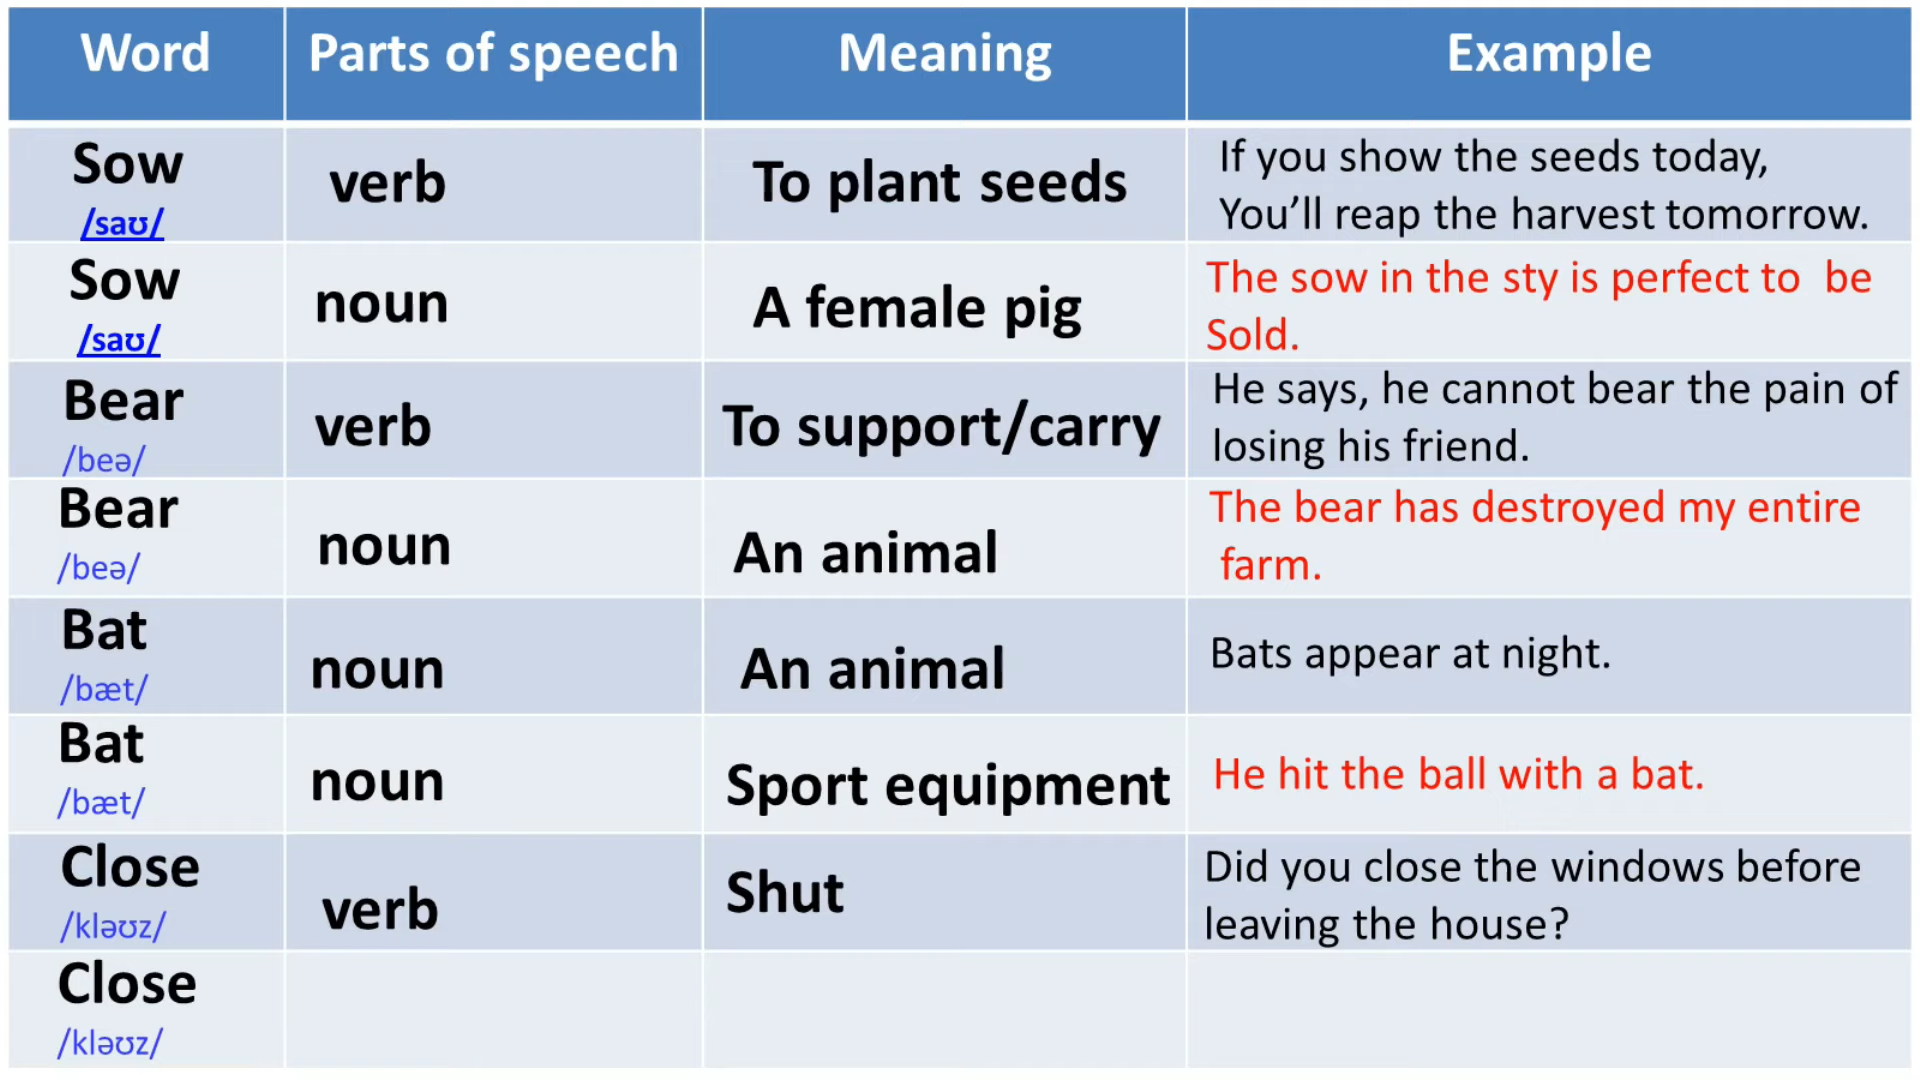 Word Parts of speech Meaning Example
Sow
/saʊ/
verb
To plant seeds
If you show the seeds today,
You’ll reap the harvest tomorrow.
Sow
/saʊ/
noun
A female pig
The sow in the sty is perfect to be
Sold.
Bear
/beə/
verb
To support/carry
He says, he cannot bear the pain of
losing his friend.
Bear
/beə/
noun
An animal
The bear has destroyed my entire
farm.
Bat
/bæt/
noun
An animal
Bats appear at night.
Bat
/bæt/
noun
Sport equipment
He hit the ball with a bat.
Close
/kləʊz/
verb
Shut
Did you close the windows before
leaving the house?
Close
/kləʊz/